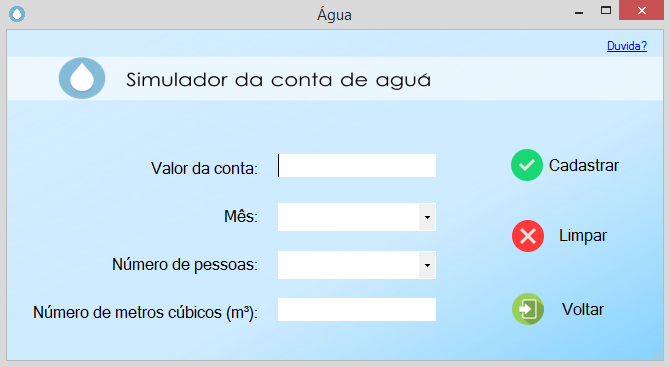 Água
Duvida?
Simulador da conta de aguá
Valor da conta:
Cadastrar
Mês:
Limpar
Número de pessoas:
Número de metros cúbicos (m³):
Voltar